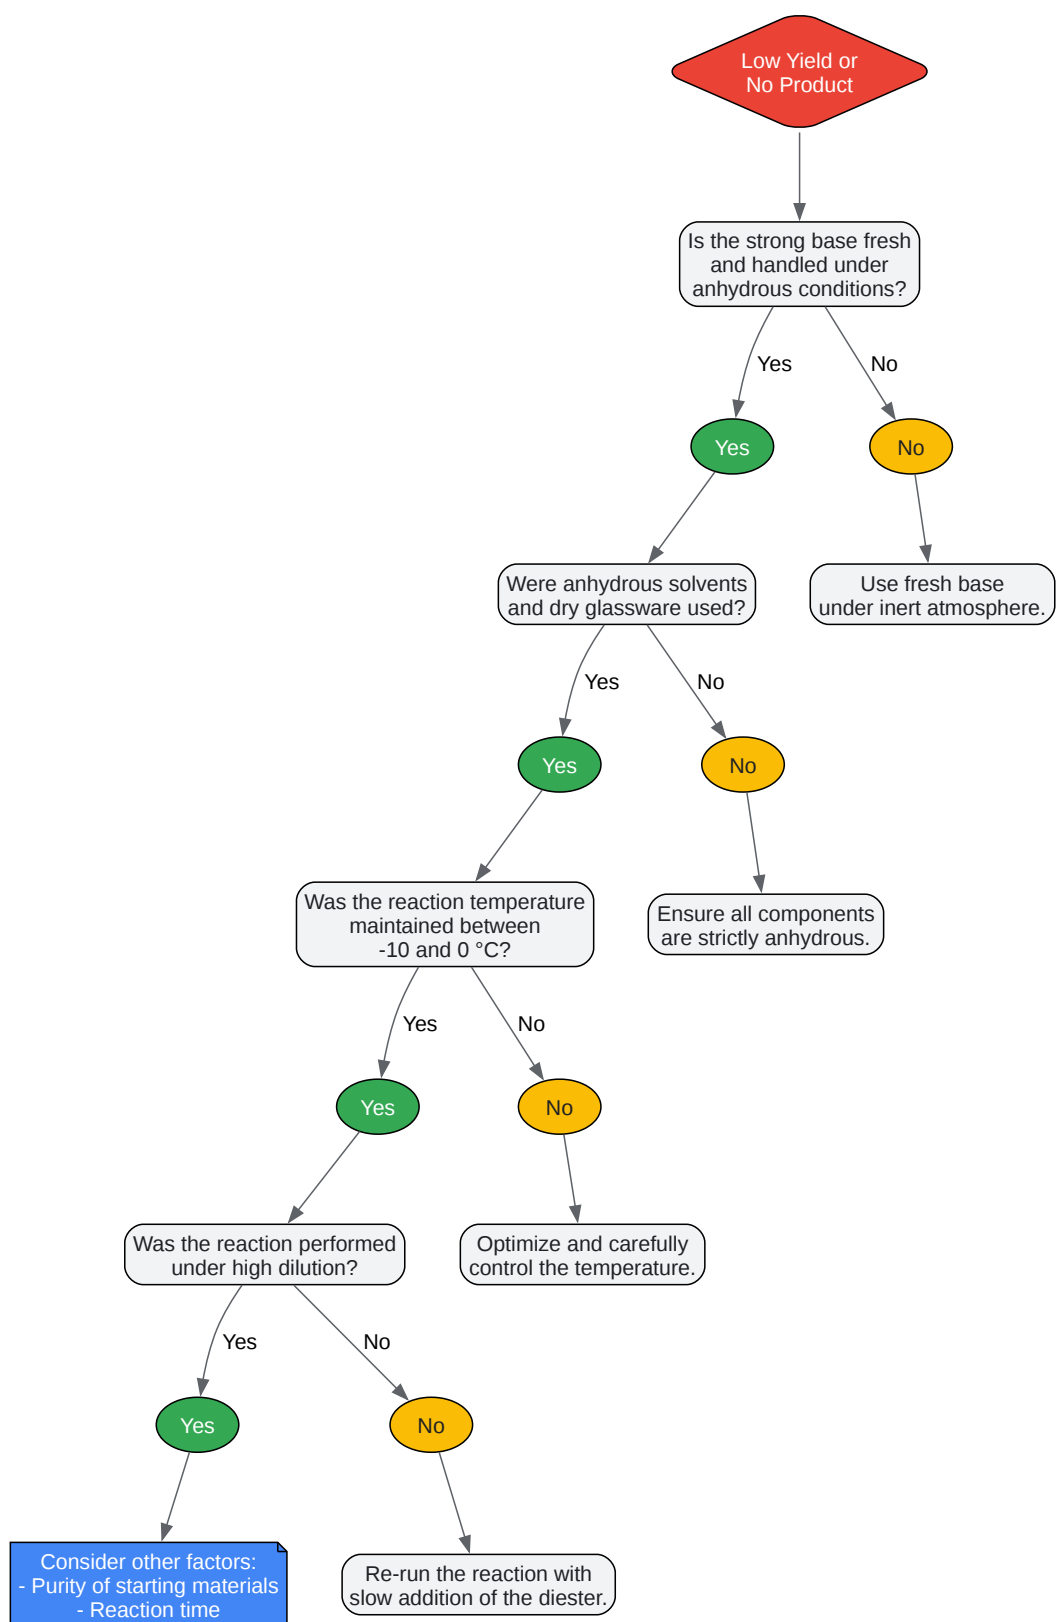 Low Yield or
No Product
Is the strong base fresh
and handled under
anhydrous conditions?
Yes
No
Yes
No
Were anhydrous solvents
and dry glassware used?
Use fresh base
under inert atmosphere.
Yes
No
Yes
No
Was the reaction temperature
maintained between
-10 and 0 °C?
Ensure all components
are strictly anhydrous.
Yes
No
Yes
No
Was the reaction performed
under high dilution?
Optimize and carefully
control the temperature.
Yes
No
Yes
No
Consider other factors:
- Purity of starting materials
- Reaction time
Re-run the reaction with
slow addition of the diester.